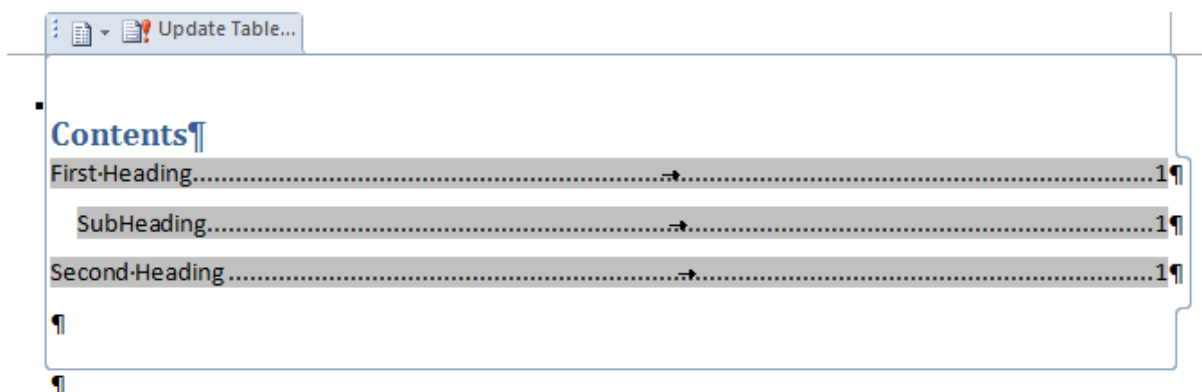 Update Table...
Contents¶
First·Heading............................................................→............................................................1¶
SubHeading............................................................→............................................................1¶
Second·Heading............................................................→............................................................1¶
¶
¶